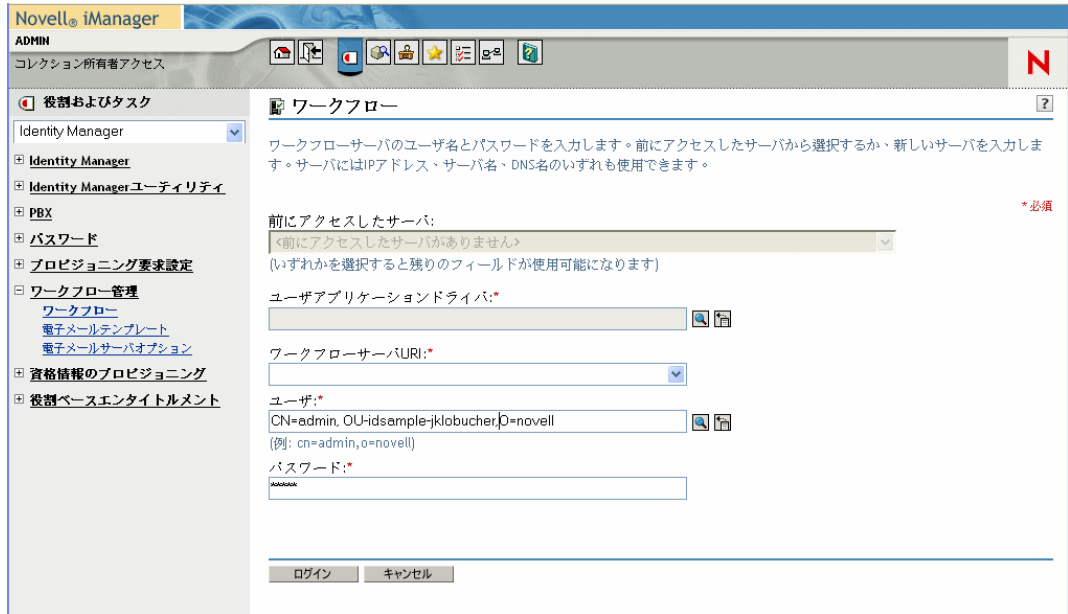 Novell® iManager
ADMIN
コレクション所有者アクセス
N
役割およびタスク
Identity Manager
Identity Manager
Identity Managerユーティリティ
PBX
パスワード
プロビジョニング要求設定
ワークフロー管理
ワークフロー
電子メールテンプレート
電子メールサーバオプション
資格情報のプロビジョニング
役割ベースエンタイトルメント
ワークフロー
?
ワークフローサーバのユーザ名とパスワードを入力します。前にアクセスしたサーバから選択するか、新しいサーバを入力しま
す。サーバにはIPアドレス、サーバ名、DNS名のいずれも使用できます。
*必須
前にアクセスしたサーバ:
<前にアクセスしたサーバがありません>
(いずれかを選択すると残りのフィールドが使用可能になります)
ユーザアプリケーションドライバ:*
ワークフローサーバURI:*
ユーザ:*
CN=admin, OU-idsample-jklobucher,O=novell
(例: cn=admin,o=novell)
パスワード:*
*****
ログイン
キャンセル